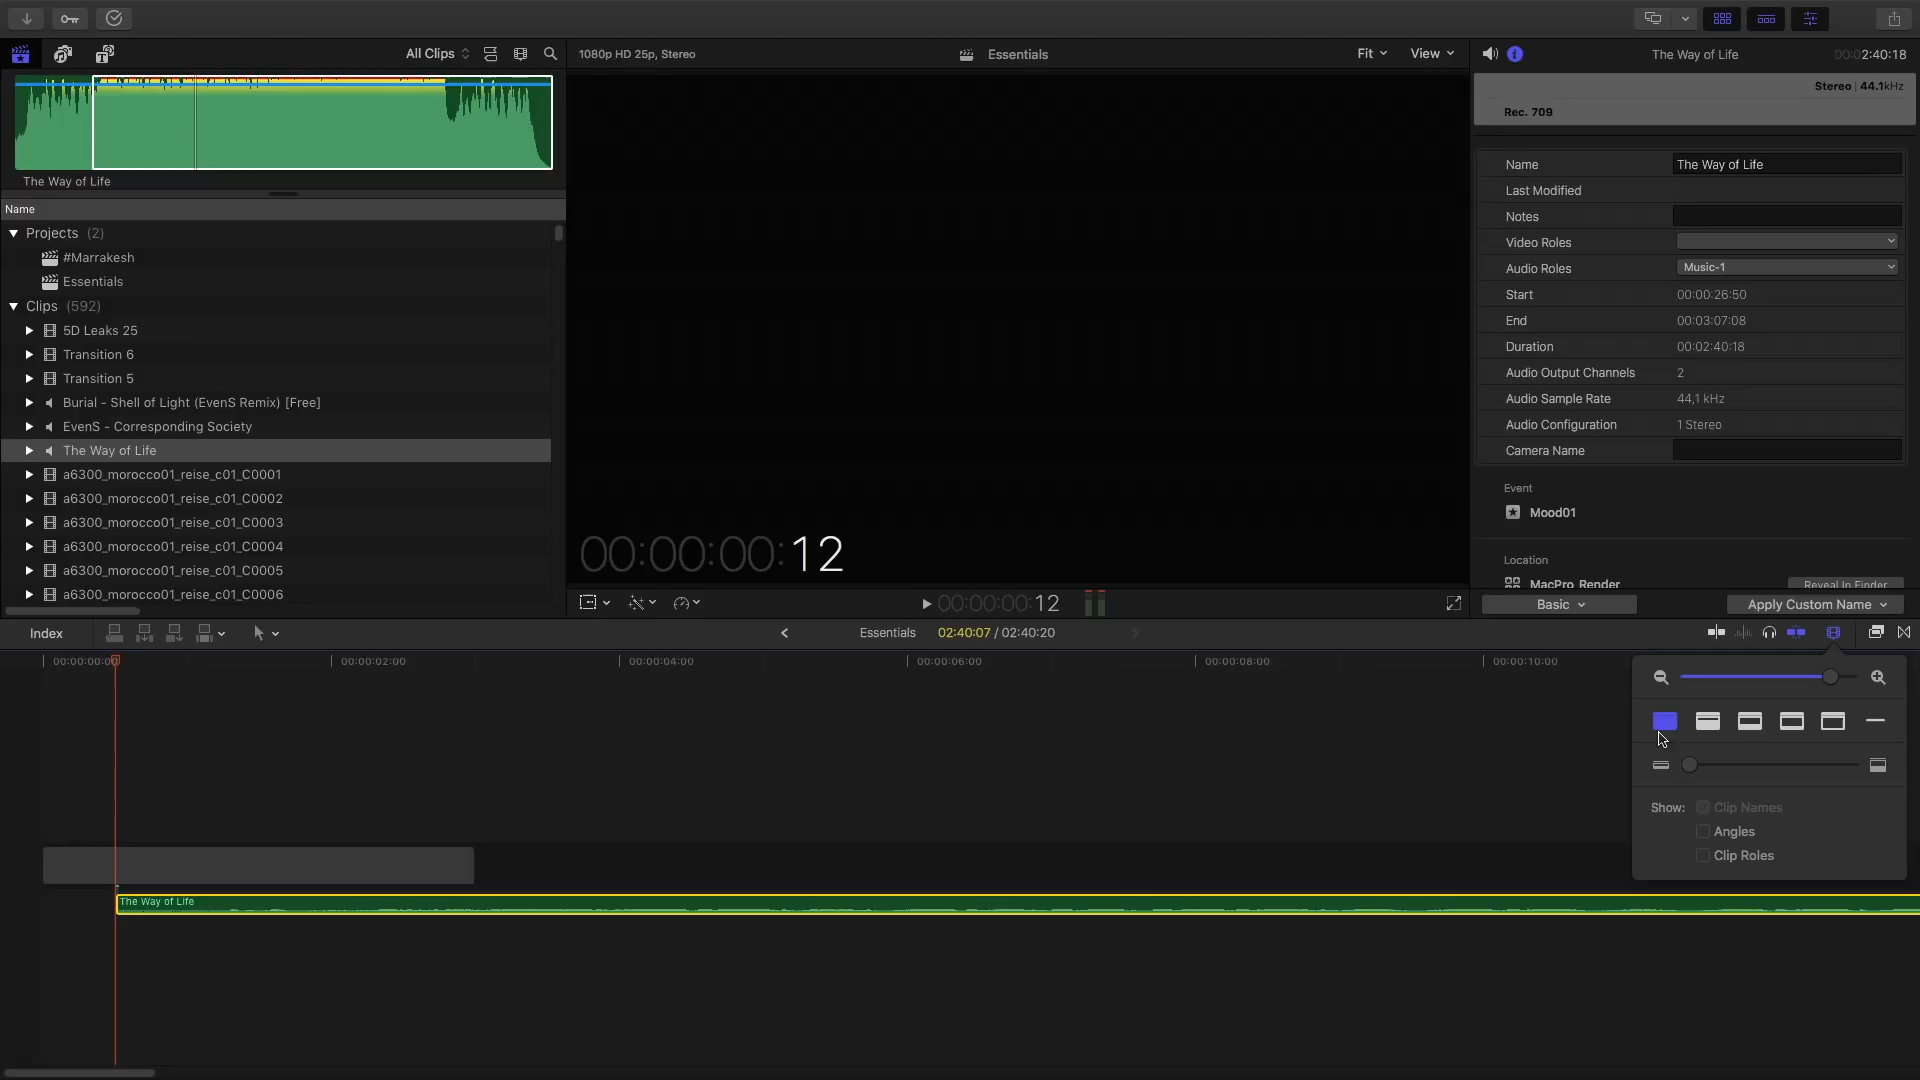 All Clips
1080p HD 25p, Stereo
Essentials
Fit
View
The Way of Life
00:00:02:40:18
Stereo | 44.1kHz
Rec. 709
The Way of Life
Name
Projects (2)
#Marrakesh
Essentials
Clips (592)
5D Leaks 25
Transition 6
Transition 5
Burial - Shell of Light (EvenS Remix) [Free]
EvenS - Corresponding Society
The Way of Life
a6300_morocco01_reise_c01_C0001
a6300_morocco01_reise_c01_C0002
a6300_morocco01_reise_c01_C0003
a6300_morocco01_reise_c01_C0004
a6300_morocco01_reise_c01_C0005
a6300_morocco01_reise_c01_C0006
00:00:00:12
00:00:00:12
Name The Way of Life
Last Modified
Notes
Video Roles
Audio Roles Music-1
Start 00:00:26:50
End 00:03:07:08
Duration 00:02:40:18
Audio Output Channels 2
Audio Sample Rate 44,1 kHz
Audio Configuration 1 Stereo
Camera Name
Event
Mood01
Location
MacPro_Render Reveal In Finder
Basic
Apply Custom Name
Index
Essentials 02:40:07 / 02:40:20
00:00:00:00 00:00:02:00 00:00:04:00 00:00:06:00 00:00:08:00 00:00:10:00
Show: Clip Names
Angles
Clip Roles
The Way of Life